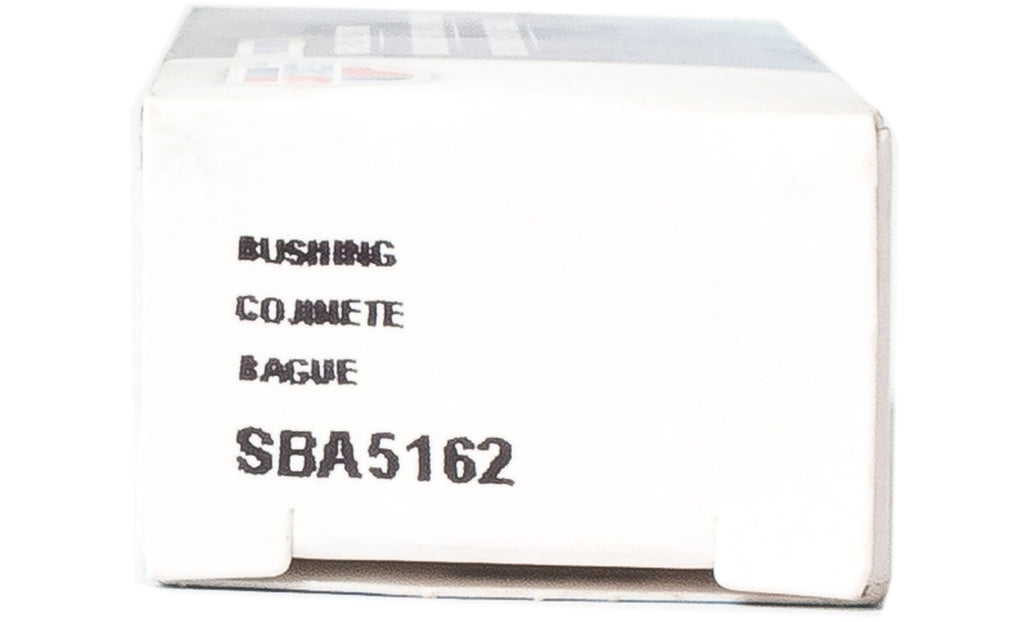 BUSHING
COJINETE
BAGUE
SBA5162